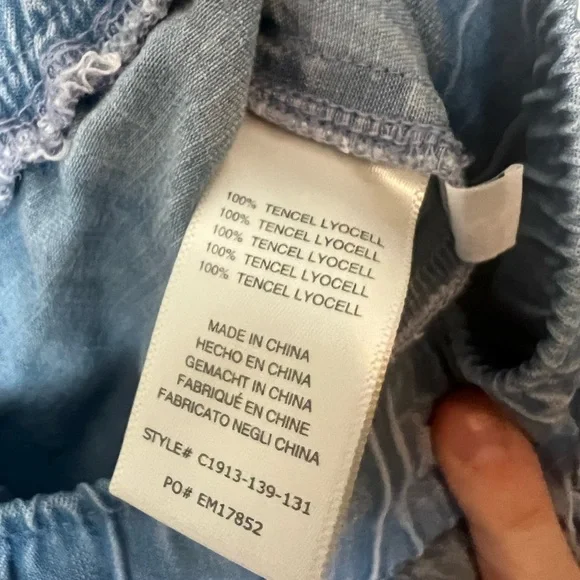 100% TENCEL LYOCELL
100% TENCEL LYOCELL
100% TENCEL LYOCELL
100% TENCEL LYOCELL
100% TENCEL LYOCELL
MADE IN CHINA
HECHO EN CHINA
GEMACHT IN CHINA
FABRIQUÉ EN CHINE
FABRICATO NEGLI CHINA
STYLE# C1913-139-131
PO# EM17852